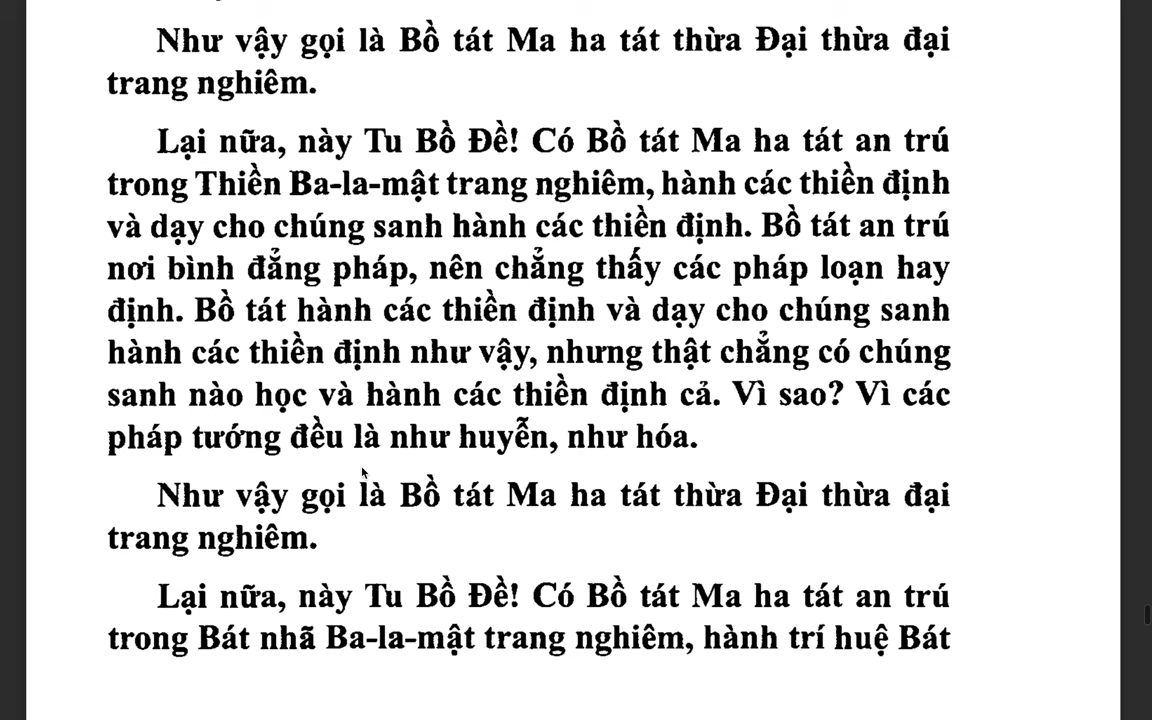 Như vậy gọi là Bồ tát Ma ha tát thừa Đại thừa đại
trang nghiêm.
Lại nữa, này Tu Bồ Đề! Có Bồ tát Ma ha tát an trú
trong Thiền Ba-la-mật trang nghiêm, hành các thiền định
và dạy cho chúng sanh hành các thiền định. Bồ tát an trú
nơi bình đẳng pháp, nên chẳng thấy các pháp loạn hay
định. Bồ tát hành các thiền định và dạy cho chúng sanh
hành các thiền định như vậy, nhưng thật chẳng có chúng
sanh nào học và hành các thiền định cả. Vì sao? Vì các
pháp tướng đều là như huyễn, như hóa.
Như vậy gọi là Bồ tát Ma ha tát thừa Đại thừa đại
trang nghiêm.
Lại nữa, này Tu Bồ Đề! Có Bồ tát Ma ha tát an trú
trong Bát nhã Ba-la-mật trang nghiêm, hành trí huệ Bát